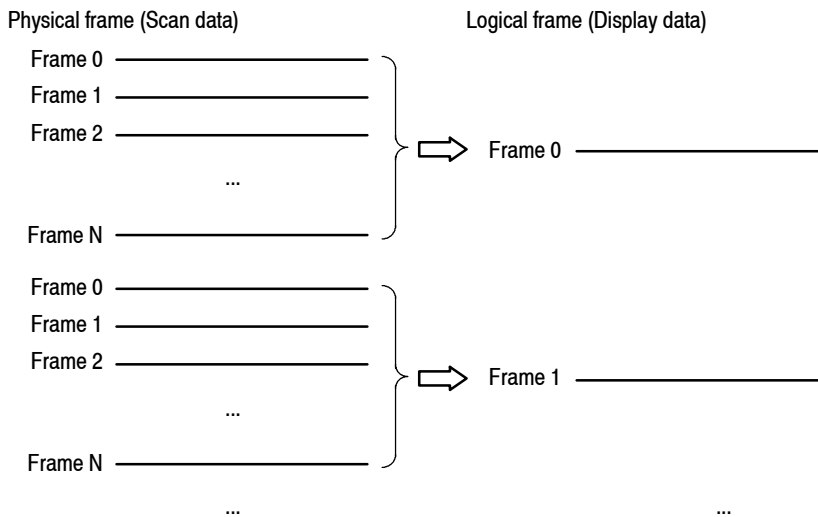 Physical frame (Scan data) Logical frame (Display data)
Frame 0
Frame 1
Frame 2
Frame 0
...
Frame N
Frame 0
Frame 1
Frame 2
Frame 1
...
Frame N
... ...